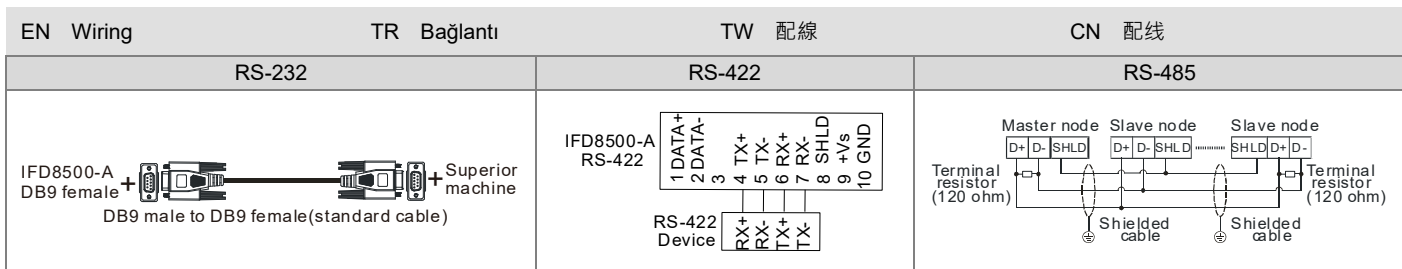 EN Wiring TR Bağlantı TW 配線 CN 配线
RS-232 RS-422 RS-485
IFD8500-A
DB9 female
+
+
Superior
machine
DB9 male to DB9 female(standard cable)
IFD8500-A
RS-422
1 DATA+
2 DATA-
3
4 TX+
5 TX-
6 RX+
7 RX-
8 SHLD
9 +Vs
10 GND
RS-422
Device
RX+
RX-
TX+
TX-
Master node Slave node Slave node
D+ D- SHLD D+ D- SHLD SHLD D+ D-
Terminal
resistor
(120 ohm)
Terminal
resistor
(120 ohm)
Shielded
cable
Shielded
cable